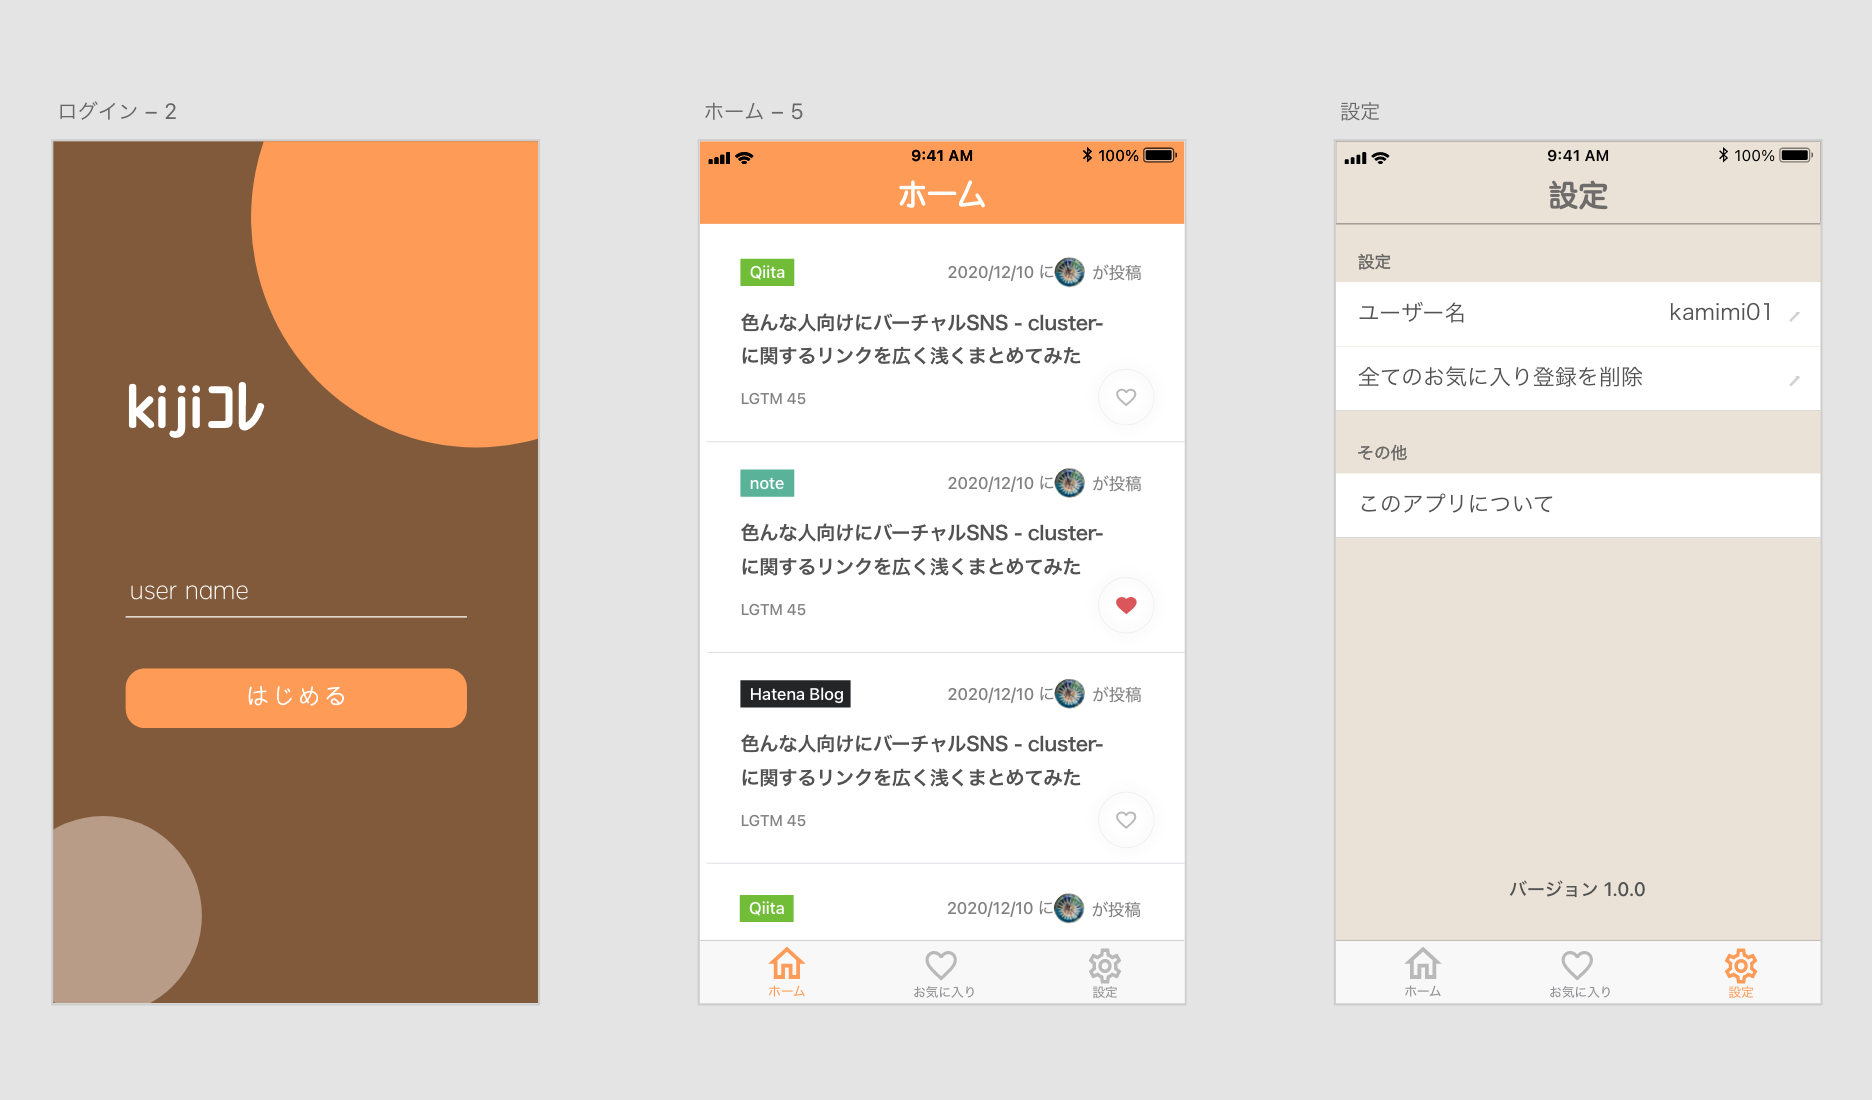 ログイン – 2
kijiコレ
user name
はじめる
ホーム – 5
9:41 AM
100%
ホーム
Qiita
2020/12/10 に が投稿
色んな人向けにバーチャルSNS - cluster-
に関するリンクを広く浅くまとめてみた
LGTM 45
note
2020/12/10 に が投稿
色んな人向けにバーチャルSNS - cluster-
に関するリンクを広く浅くまとめてみた
LGTM 45
Hatena Blog
2020/12/10 に が投稿
色んな人向けにバーチャルSNS - cluster-
に関するリンクを広く浅くまとめてみた
LGTM 45
Qiita
2020/12/10 に が投稿
ホーム
お気に入り
設定
設定
9:41 AM
100%
設定
設定
ユーザー名 kamimi01
全てのお気に入り登録を削除
その他
このアプリについて
バージョン 1.0.0
ホーム
お気に入り
設定